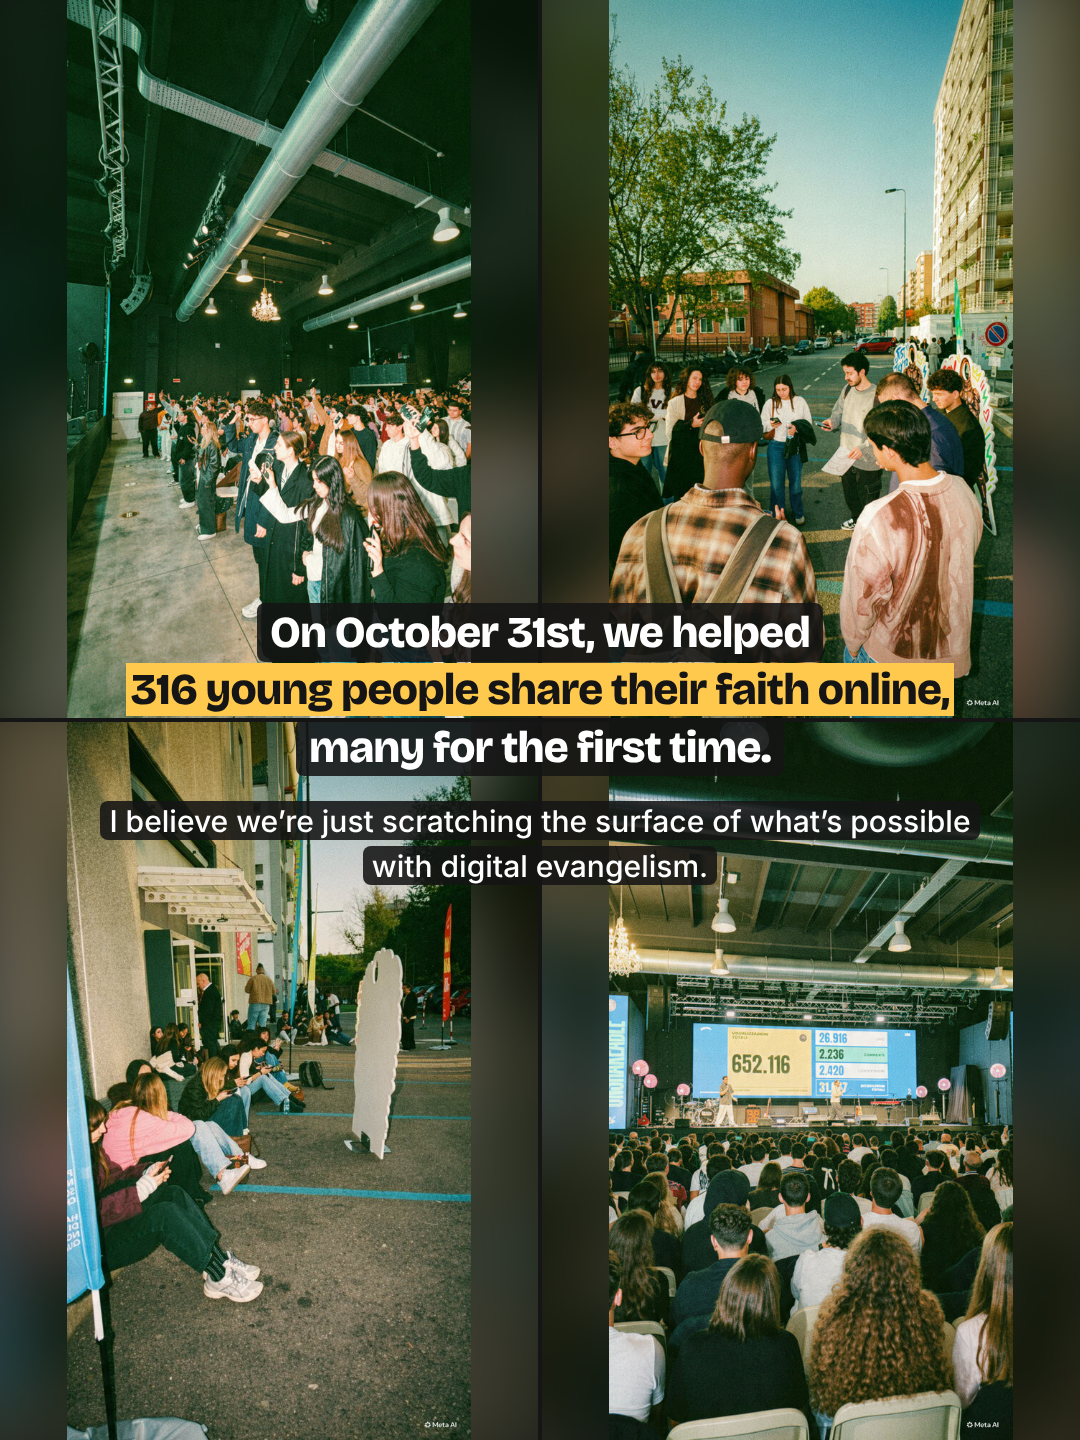 On October 31st, we helped
316 young people share their faith online,
Meta AI
many for the first time.
I believe we’re just scratching the surface of what’s possible
with digital evangelism.
652.116
26.916
2.236
2.420
Meta AI
Meta AI